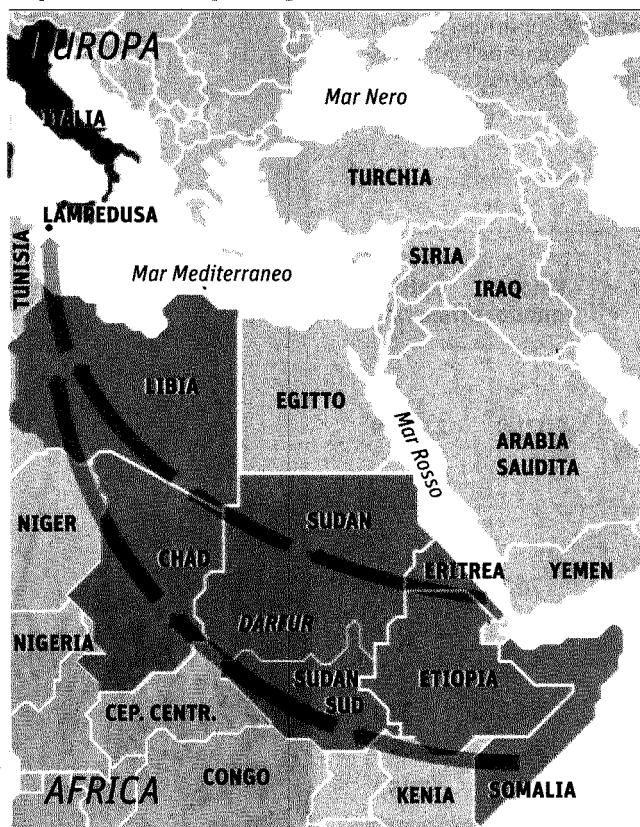 EUROPA
Mar Nero
ITALIA
TURCHIA
LAMPEDUSA
TUNISIA
SIRIA
Mar Mediterraneo
IRAQ
LIBIA
EGITTO
Mar Rosso
ARABIA
SAUDITA
NIGER
SUDAN
CHAD
ERITREA
YEMEN
DARFUR
NIGERIA
SUDAN
SUD
ETIOPIA
CEP. CENTR.
CONGO
AFRICA
KENIA
SOMALIA